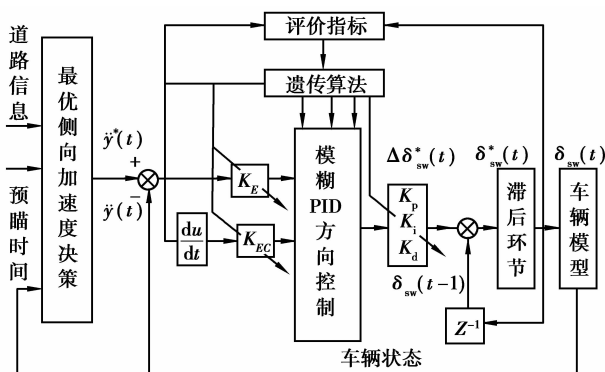 道路信息
预瞄时间
最优侧向加速度决策
ÿ*(t)
+
ÿ(t)
−
评价指标
遗传算法
K_E
du/dt
K_EC
模糊PID方向控制
Δδ*_sw(t)
K_p
K_i
K_d
δ_sw(t−1)
Z⁻¹
δ*_sw(t)
滞后环节
δ_sw(t)
车辆模型
车辆状态